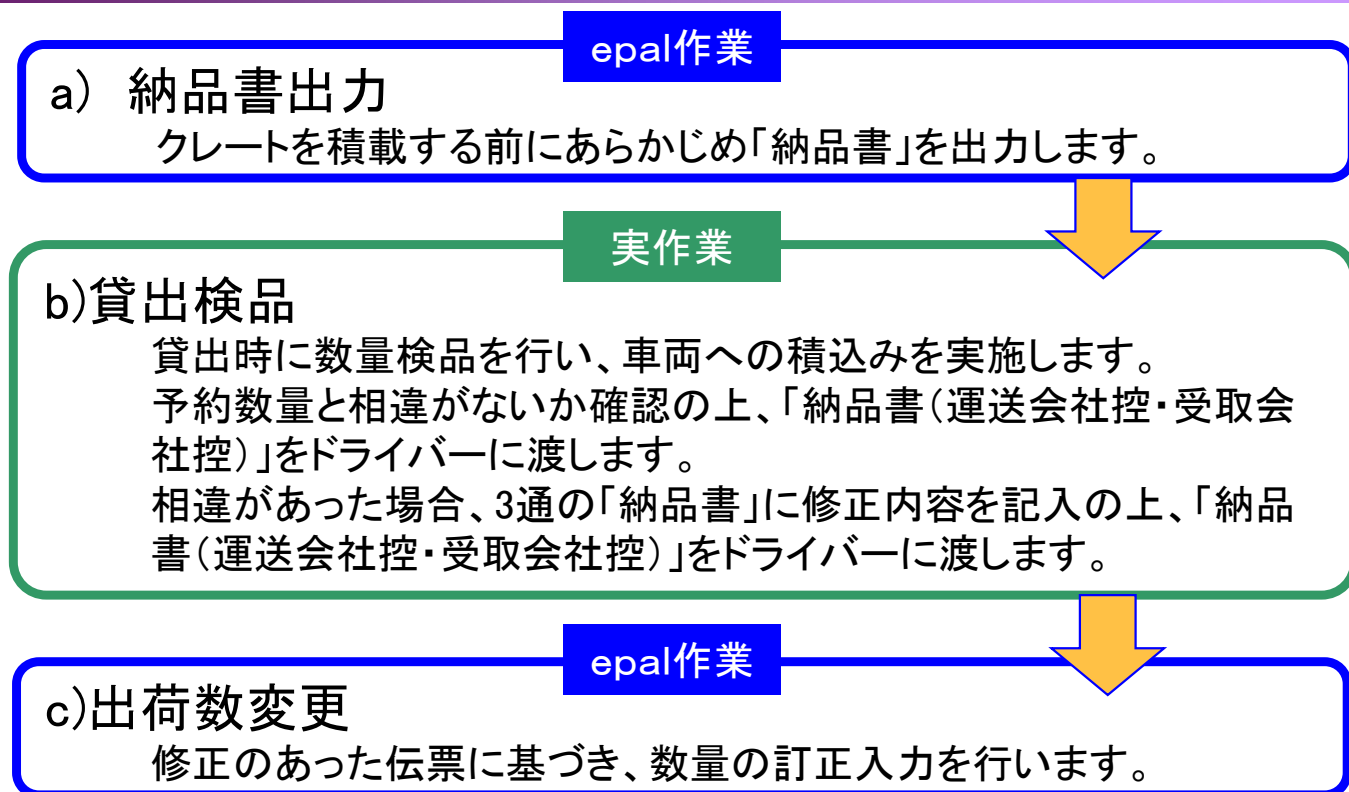 epal作業
a) 納品書出力
クレートを積載する前にあらかじめ「納品書」を出力します。
実作業
b)貸出検品
貸出時に数量検品を行い、車両への積込みを実施します。
予約数量と相違がないか確認の上、「納品書(運送会社控・受取会
社控)」をドライバーに渡します。
相違があった場合、3通の「納品書」に修正内容を記入の上、「納品
書(運送会社控・受取会社控)」をドライバーに渡します。
epal作業
c)出荷数変更
修正のあった伝票に基づき、数量の訂正入力を行います。